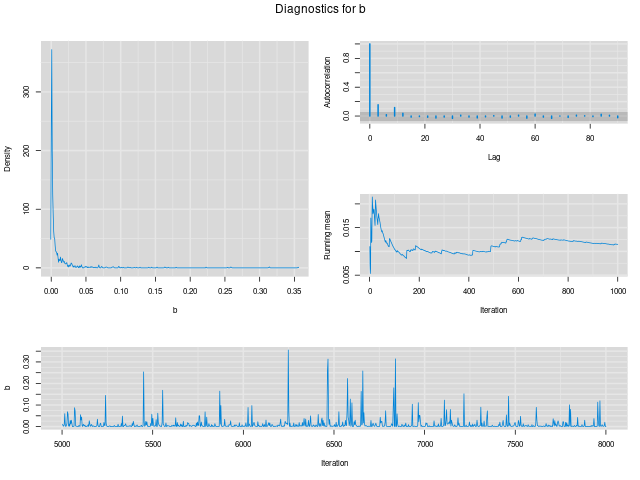 Diagnostics for b
Density
0 100 200 300
0.00 0.05 0.10 0.15 0.20 0.25 0.30 0.35
b
Autocorrelation
0.0 0.4 0.8
0 20 40 60 80
Lag
Running mean
0.005 0.015
0 200 400 600 800 1000
Iteration
b
0.00 0.10 0.20 0.30
5000 5500 6000 6500 7000 7500 8000
Iteration